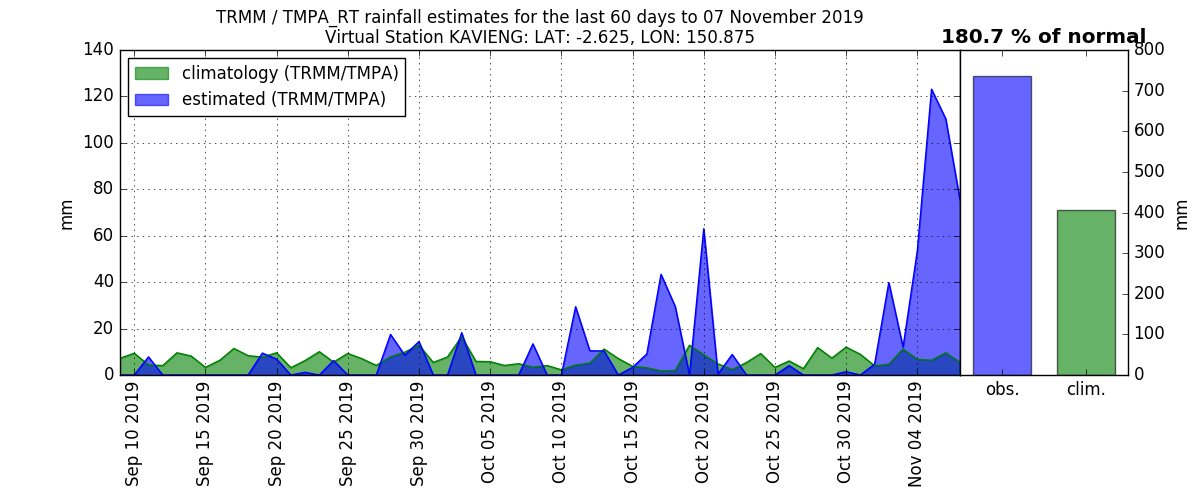 TRMM / TMPA_RT rainfall estimates for the last 60 days to 07 November 2019
Virtual Station KAVIENG: LAT: -2.625, LON: 150.875
180.7 % of normal
climatology (TRMM/TMPA)
estimated (TRMM/TMPA)
140
120
100
80
60
40
20
0
mm
Sep 10 2019
Sep 15 2019
Sep 20 2019
Sep 25 2019
Sep 30 2019
Oct 05 2019
Oct 10 2019
Oct 15 2019
Oct 20 2019
Oct 25 2019
Oct 30 2019
Nov 04 2019
obs.
clim.
800
700
600
500
400
300
200
100
0
mm